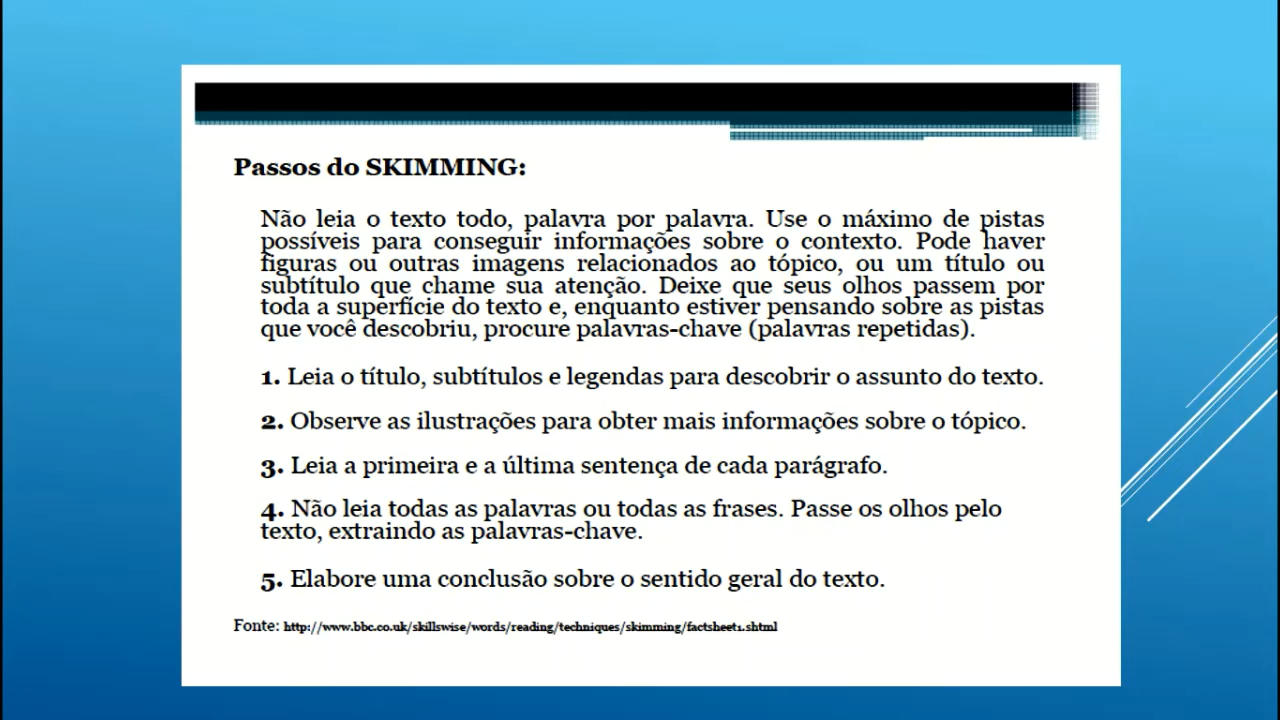 Passos do SKIMMING:
Não leia o texto todo, palavra por palavra. Use o máximo de pistas
possíveis para conseguir informações sobre o contexto. Pode haver
figuras ou outras imagens relacionados ao tópico, ou um título ou
subtítulo que chame sua atenção. Deixe que seus olhos passem por
toda a superfície do texto e, enquanto estiver pensando sobre as pistas
que você descobriu, procure palavras-chave (palavras repetidas).
1. Leia o título, subtítulos e legendas para descobrir o assunto do texto.
2. Observe as ilustrações para obter mais informações sobre o tópico.
3. Leia a primeira e a última sentença de cada parágrafo.
4. Não leia todas as palavras ou todas as frases. Passe os olhos pelo
texto, extraindo as palavras-chave.
5. Elabore uma conclusão sobre o sentido geral do texto.
Fonte: http://www.bbc.co.uk/skillswise/words/reading/techniques/skimming/factsheet1.shtml